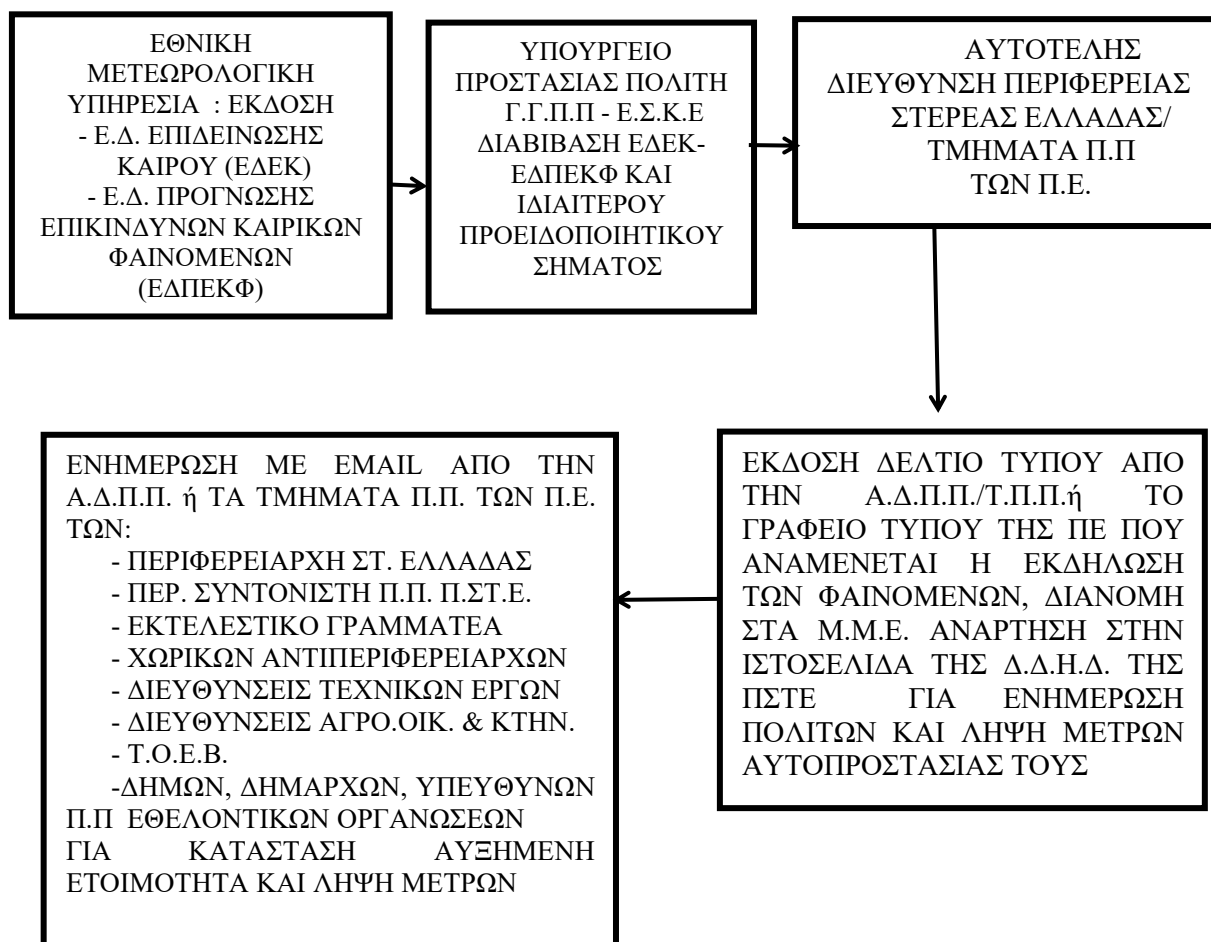 ΕΘΝΙΚΗ
ΜΕΤΕΩΡΟΛΟΓΙΚΗ
ΥΠΗΡΕΣΙΑ : ΕΚΔΟΣΗ
- Ε.Δ. ΕΠΙΔΕΙΝΩΣΗΣ
ΚΑΙΡΟΥ (ΕΔΕΚ)
- Ε.Δ. ΠΡΟΓΝΩΣΗΣ
ΕΠΙΚΙΝΔΥΝΩΝ ΚΑΙΡΙΚΩΝ
ΦΑΙΝΟΜΕΝΩΝ
(ΕΔΠΕΚΦ)
ΥΠΟΥΡΓΕΙΟ
ΠΡΟΣΤΑΣΙΑΣ ΠΟΛΙΤΗ
Γ.Γ.Π.Π - Ε.Σ.Κ.Ε
ΔΙΑΒΙΒΑΣΗ ΕΔΕΚ-
ΕΔΠΕΚΦ ΚΑΙ
ΙΔΙΑΙΤΕΡΟΥ
ΠΡΟΕΙΔΟΠΟΙΗΤΙΚΟΥ
ΣΗΜΑΤΟΣ
ΑΥΤΟΤΕΛΗΣ
ΔΙΕΥΘΥΝΣΗ ΠΕΡΙΦΕΡΕΙΑΣ
ΣΤΕΡΕΑΣ ΕΛΛΑΔΑΣ/
ΤΜΗΜΑΤΑ Π.Π
ΤΩΝ Π.Ε.
ΕΚΔΟΣΗ ΔΕΛΤΙΟ ΤΥΠΟΥ ΑΠΟ
ΤΗΝ Α.Δ.Π.Π./Τ.Π.Π.ή ΤΟ
ΓΡΑΦΕΙΟ ΤΥΠΟΥ ΤΗΣ ΠΕ ΠΟΥ
ΑΝΑΜΕΝΕΤΑΙ Η ΕΚΔΗΛΩΣΗ
ΤΩΝ ΦΑΙΝΟΜΕΝΩΝ, ΔΙΑΝΟΜΗ
ΣΤΑ Μ.Μ.Ε. ΑΝΑΡΤΗΣΗ ΣΤΗΝ
ΙΣΤΟΣΕΛΙΔΑ ΤΗΣ Δ.Δ.Η.Δ. ΤΗΣ
ΠΣΤΕ ΓΙΑ ΕΝΗΜΕΡΩΣΗ
ΠΟΛΙΤΩΝ ΚΑΙ ΛΗΨΗ ΜΕΤΡΩΝ
ΑΥΤΟΠΡΟΣΤΑΣΙΑΣ ΤΟΥΣ
ΕΝΗΜΕΡΩΣΗ ΜΕ EMAIL ΑΠΟ ΤΗΝ
Α.Δ.Π.Π. ή ΤΑ ΤΜΗΜΑΤΑ Π.Π. ΤΩΝ Π.Ε.
ΤΩΝ:
- ΠΕΡΙΦΕΡΕΙΑΡΧΗ ΣΤ. ΕΛΛΑΔΑΣ
- ΠΕΡ. ΣΥΝΤΟΝΙΣΤΗ Π.Π. Π.ΣΤ.Ε.
- ΕΚΤΕΛΕΣΤΙΚΟ ΓΡΑΜΜΑΤΕΑ
- ΧΩΡΙΚΩΝ ΑΝΤΙΠΕΡΙΦΕΡΕΙΑΡΧΩΝ
- ΔΙΕΥΘΥΝΣΕΙΣ ΤΕΧΝΙΚΩΝ ΕΡΓΩΝ
- ΔΙΕΥΘΥΝΣΕΙΣ ΑΓΡΟ.ΟΙΚ. & ΚΤΗΝ.
- Τ.Ο.Ε.Β.
-ΔΗΜΩΝ, ΔΗΜΑΡΧΩΝ, ΥΠΕΥΘΥΝΩΝ
Π.Π ΕΘΕΛΟΝΤΙΚΩΝ ΟΡΓΑΝΩΣΕΩΝ
ΓΙΑ ΚΑΤΑΣΤΑΣΗ ΑΥΞΗΜΕΝΗ
ΕΤΟΙΜΟΤΗΤΑ ΚΑΙ ΛΗΨΗ ΜΕΤΡΩΝ